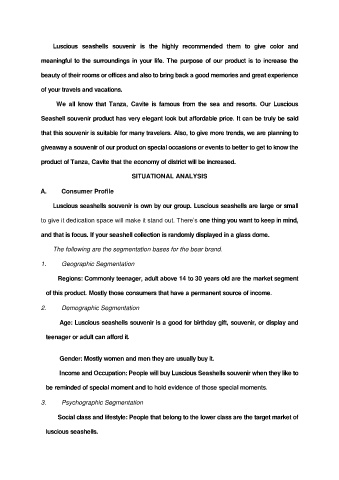 Luscious seashells souvenir is the highly recommended them to give color and
meaningful to the surroundings in your life. The purpose of our product is to increase the
beauty of their rooms or offices and also to bring back a good memories and great experience
of your travels and vacations.
We all know that Tanza, Cavite is famous from the sea and resorts. Our Luscious
Seashell souvenir product has very elegant look but affordable price. It can be truly be said
that this souvenir is suitable for many travelers. Also, to give more trends, we are planning to
giveaway a souvenir of our product on special occasions or events to better to get to know the
product of Tanza, Cavite that the economy of district will be increased.
SITUATIONAL ANALYSIS
A. Consumer Profile
Luscious seashells souvenir is own by our group. Luscious seashells are large or small
to give it dedication space will make it stand out. There's one thing you want to keep in mind,
and that is focus. If your seashell collection is randomly displayed in a glass dome.
The following are the segmentation bases for the bear brand.
1. Geographic Segmentation
Regions: Commonly teenager, adult above 14 to 30 years old are the market segment
of this product. Mostly those consumers that have a permanent source of income.
2. Demographic Segmentation
Age: Luscious seashells souvenir is a good for birthday gift, souvenir, or display and
teenager or adult can afford it.
Gender: Mostly women and men they are usually buy it.
Income and Occupation: People will buy Luscious Seashells souvenir when they like to
be reminded of special moment and to hold evidence of those special moments.
3. Psychographic Segmentation
Social class and lifestyle: People that belong to the lower class are the target market of
luscious seashells.